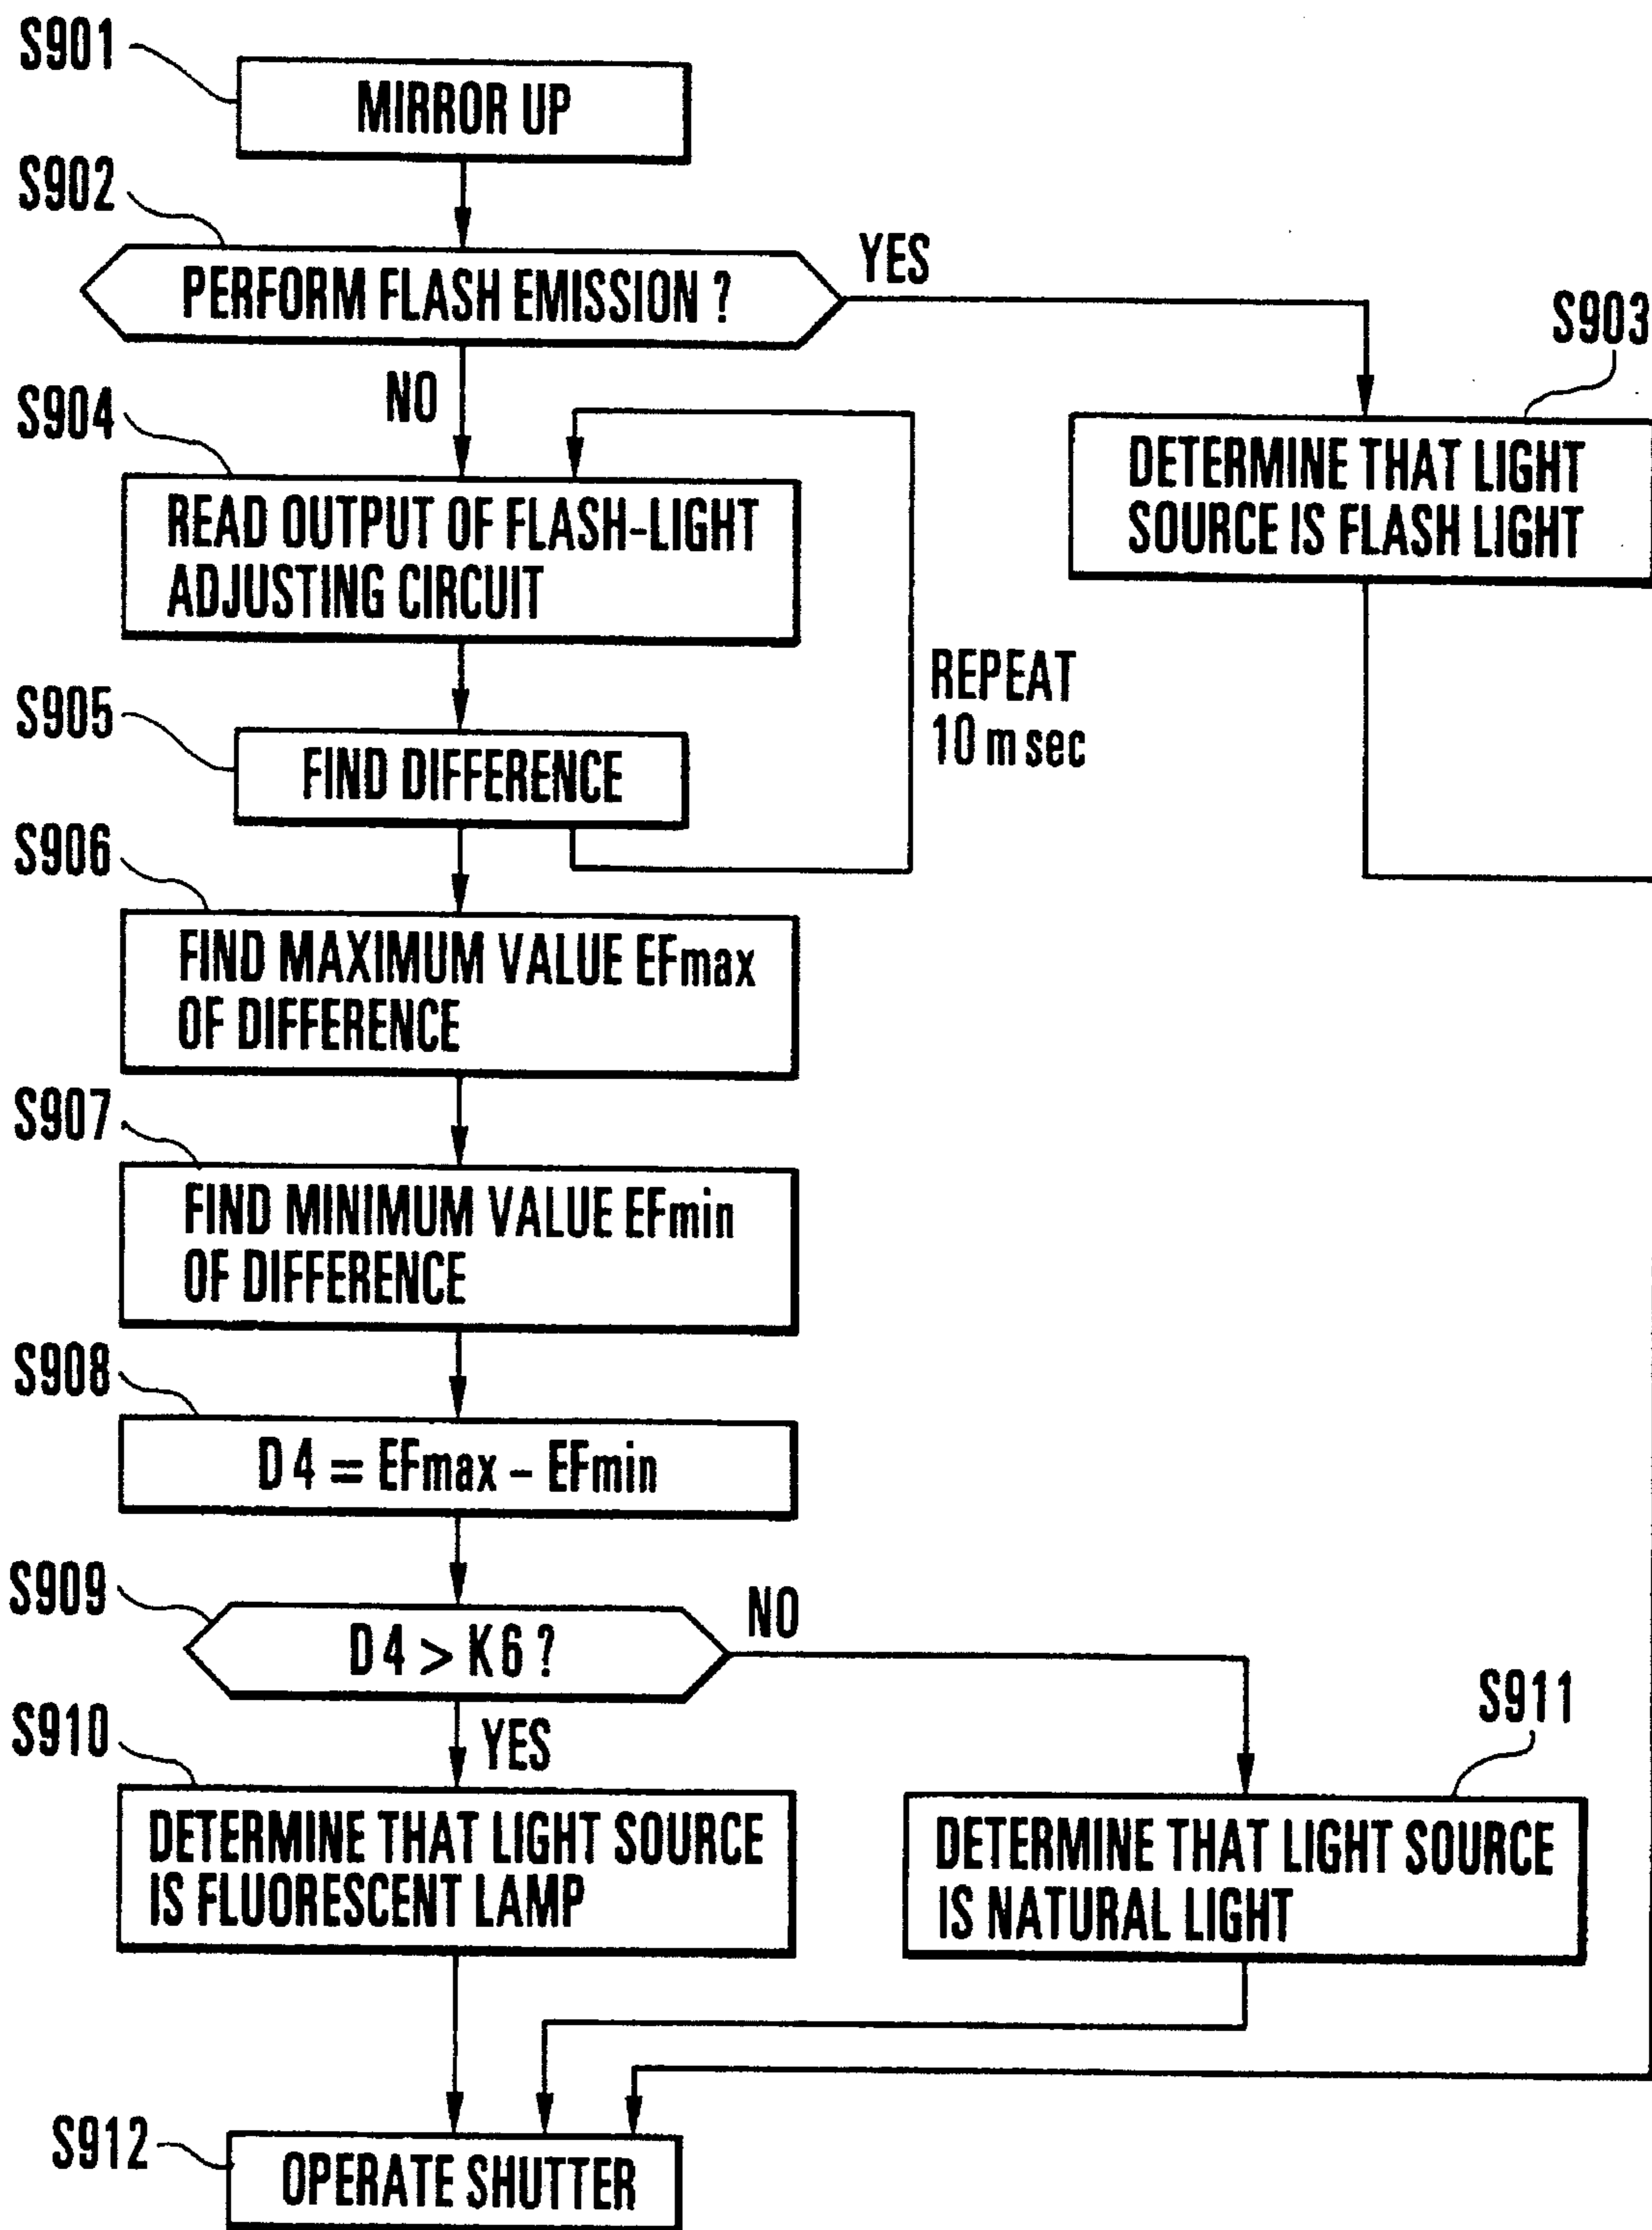 S901
MIRROR UP
S902
PERFORM FLASH EMISSION ?
YES
NO
S903
DETERMINE THAT LIGHT
SOURCE IS FLASH LIGHT
S904
READ OUTPUT OF FLASH-LIGHT
ADJUSTING CIRCUIT
REPEAT
10 m sec
S905
FIND DIFFERENCE
S906
FIND MAXIMUM VALUE EFmax
OF DIFFERENCE
S907
FIND MINIMUM VALUE EFmin
OF DIFFERENCE
S908
D4 = EFmax - EFmin
S909
D4 > K6 ?
NO
YES
S910
DETERMINE THAT LIGHT SOURCE
IS FLUORESCENT LAMP
S911
DETERMINE THAT LIGHT SOURCE
IS NATURAL LIGHT
S912
OPERATE SHUTTER